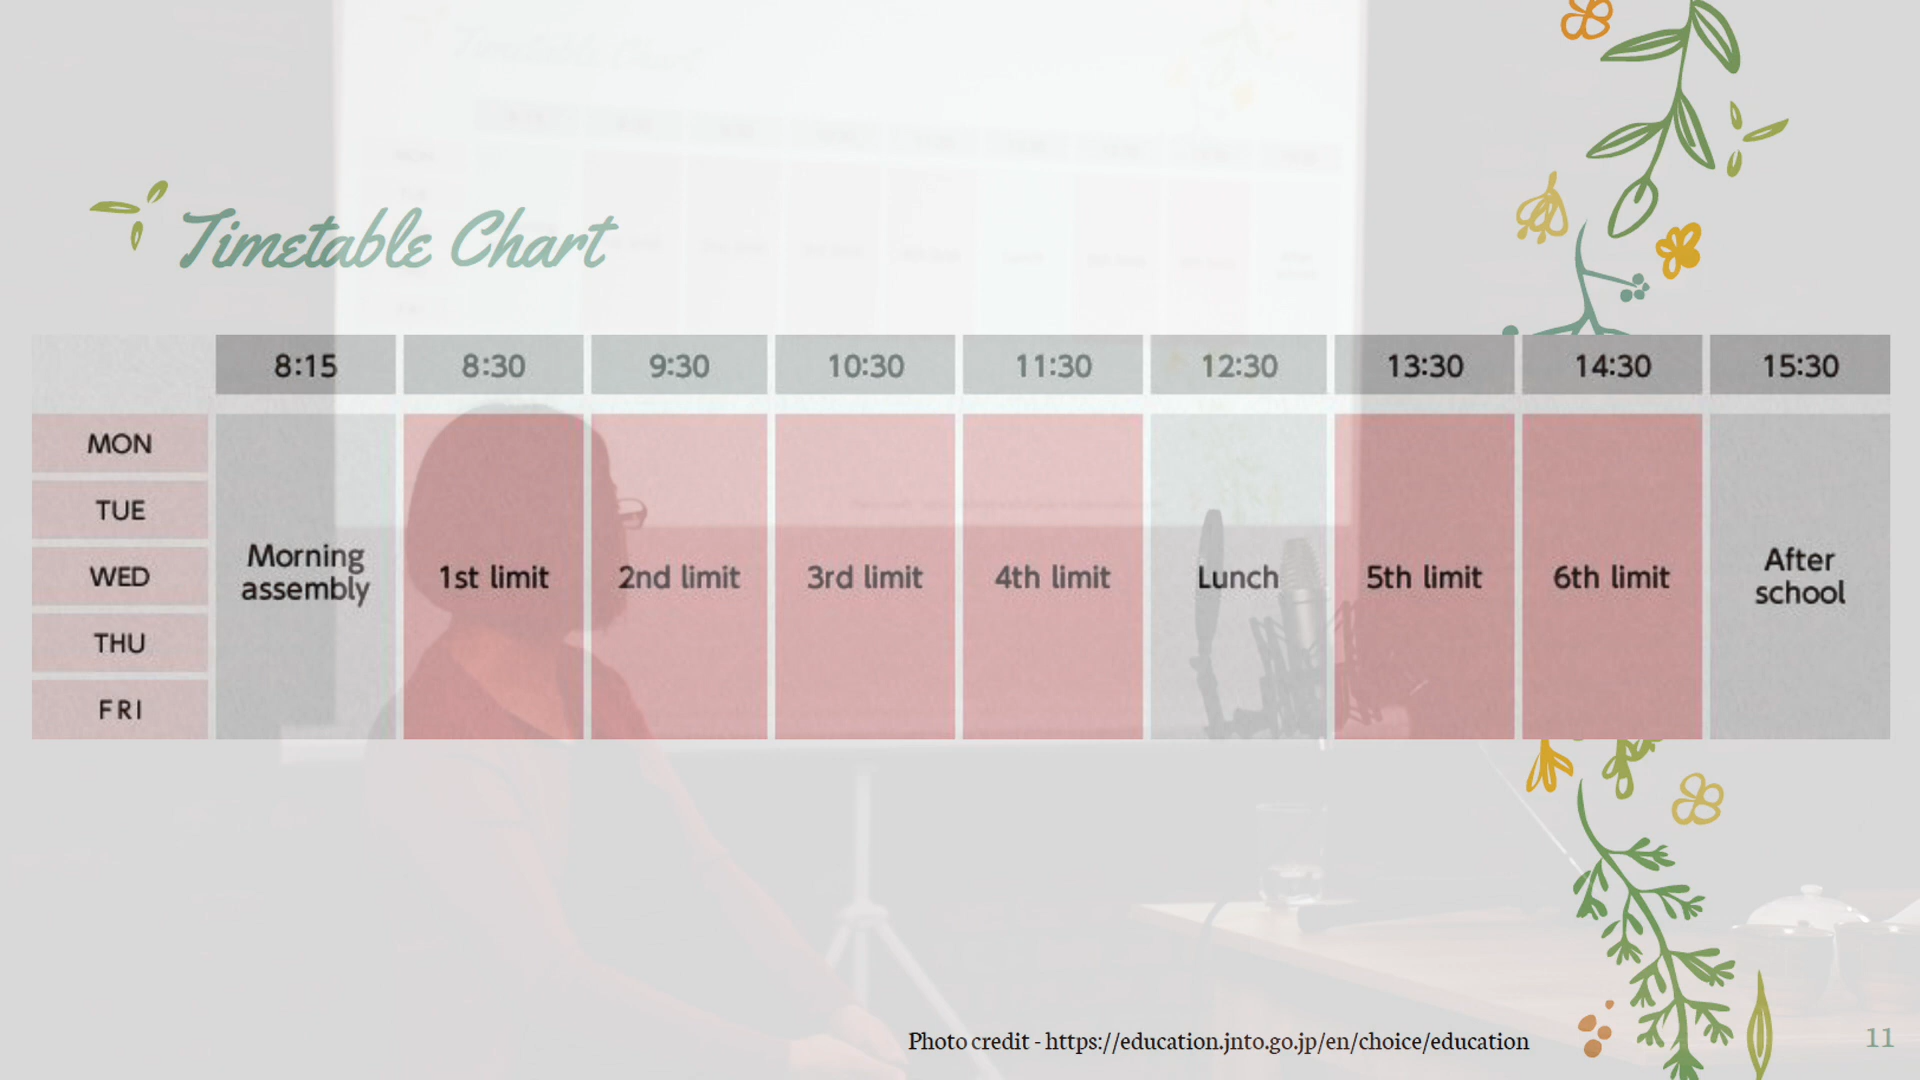 Timetable Chart
8:15 8:30 9:30 10:30 11:30 12:30 13:30 14:30 15:30
MON
TUE
WED
THU
FRI
Morning
assembly
1st limit
2nd limit
3rd limit
4th limit
Lunch
5th limit
6th limit
After
school
Photo credit - https://education.jnto.go.jp/en/choice/education
11